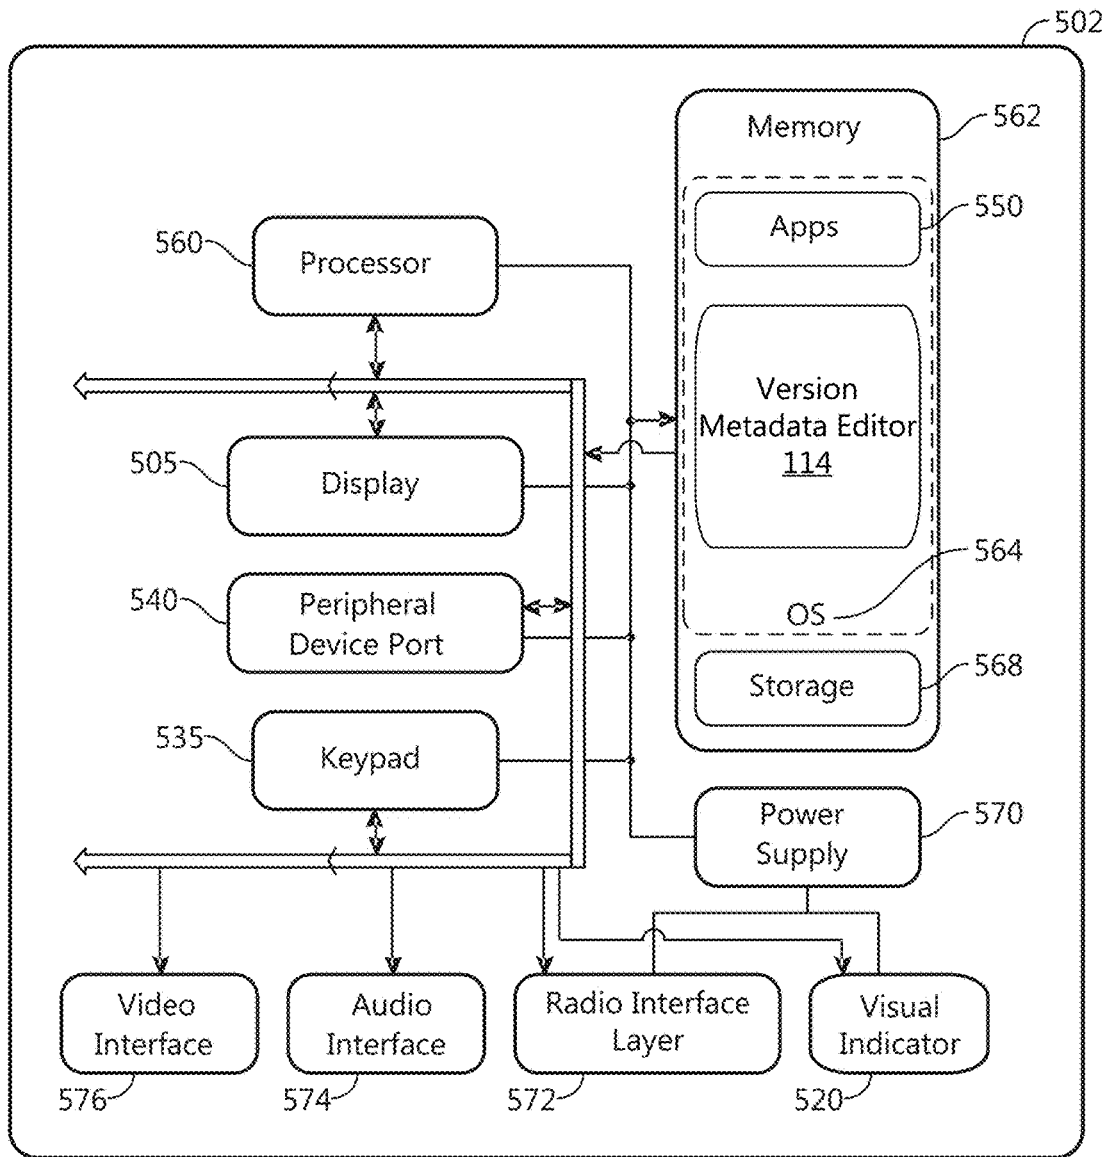 502
Memory
562
Apps
550
560
Processor
Version
Metadata Editor
114
505
Display
564
540
Peripheral
Device Port
OS
Storage
568
535
Keypad
Power
Supply
570
Video
Interface
Audio
Interface
Radio Interface
Layer
Visual
Indicator
576
574
572
520